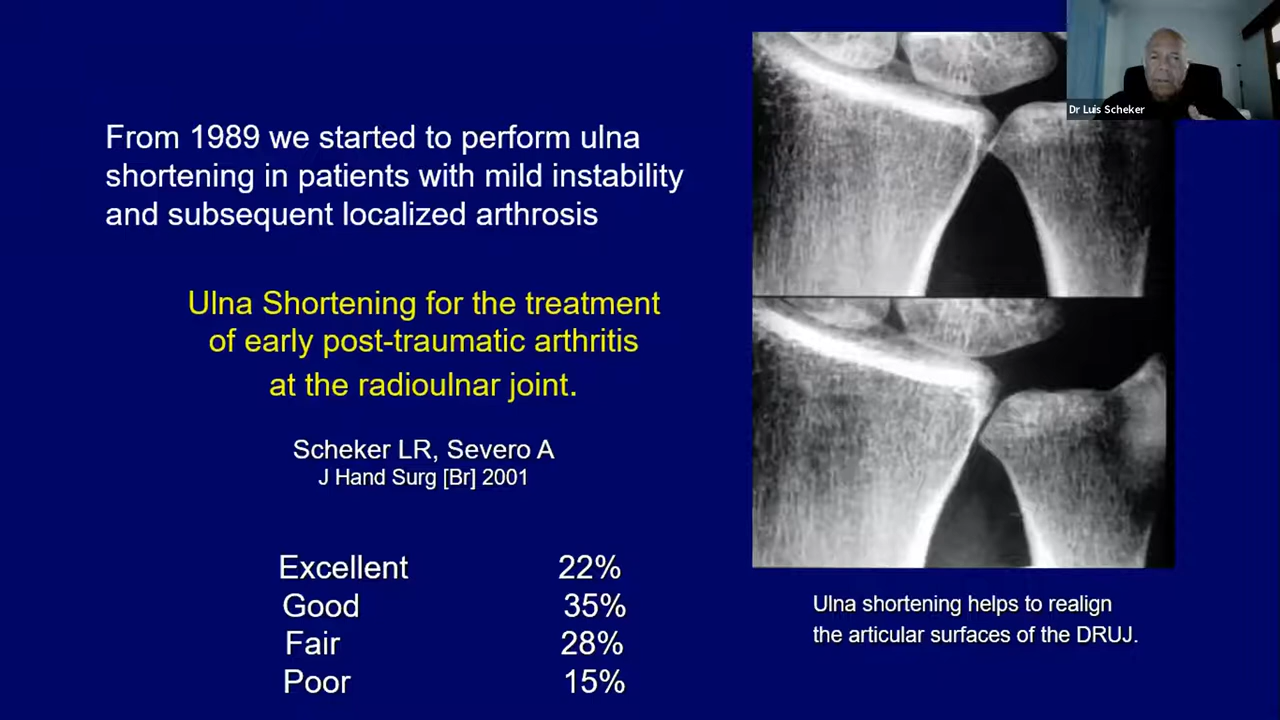 From 1989 we started to perform ulna
shortening in patients with mild instability
and subsequent localized arthrosis
Ulna Shortening for the treatment
of early post-traumatic arthritis
at the radioulnar joint.
Scheker LR, Severo A
J Hand Surg [Br] 2001
Excellent 22%
Good 35%
Fair 28%
Poor 15%
Dr Luis Scheker
Ulna shortening helps to realign
the articular surfaces of the DRUJ.